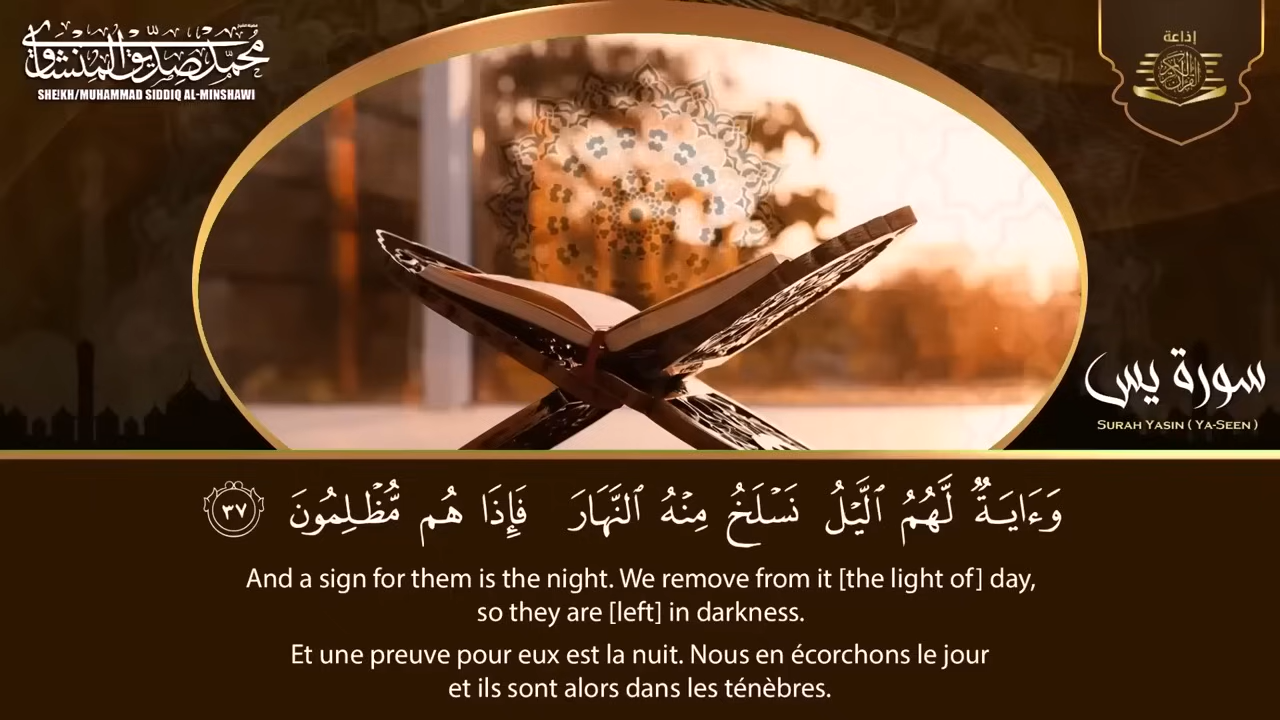 محمد صديق المنشاوي
SHEIKH/MUHAMMAD SIDDIQ AL-MINSHAWI
إذاعة
القرآن الكريم
سورة يس
SURAH YASIN ( YA-SEEN )
وَءَايَةٌ لَّهُمُ ٱلَّيْلُ نَسْلَخُ مِنْهُ ٱلنَّهَارَ فَإِذَا هُم مُّظْلِمُونَ ٣٧
And a sign for them is the night. We remove from it [the light of] day,
so they are [left] in darkness.
Et une preuve pour eux est la nuit. Nous en écorchons le jour
et ils sont alors dans les ténèbres.